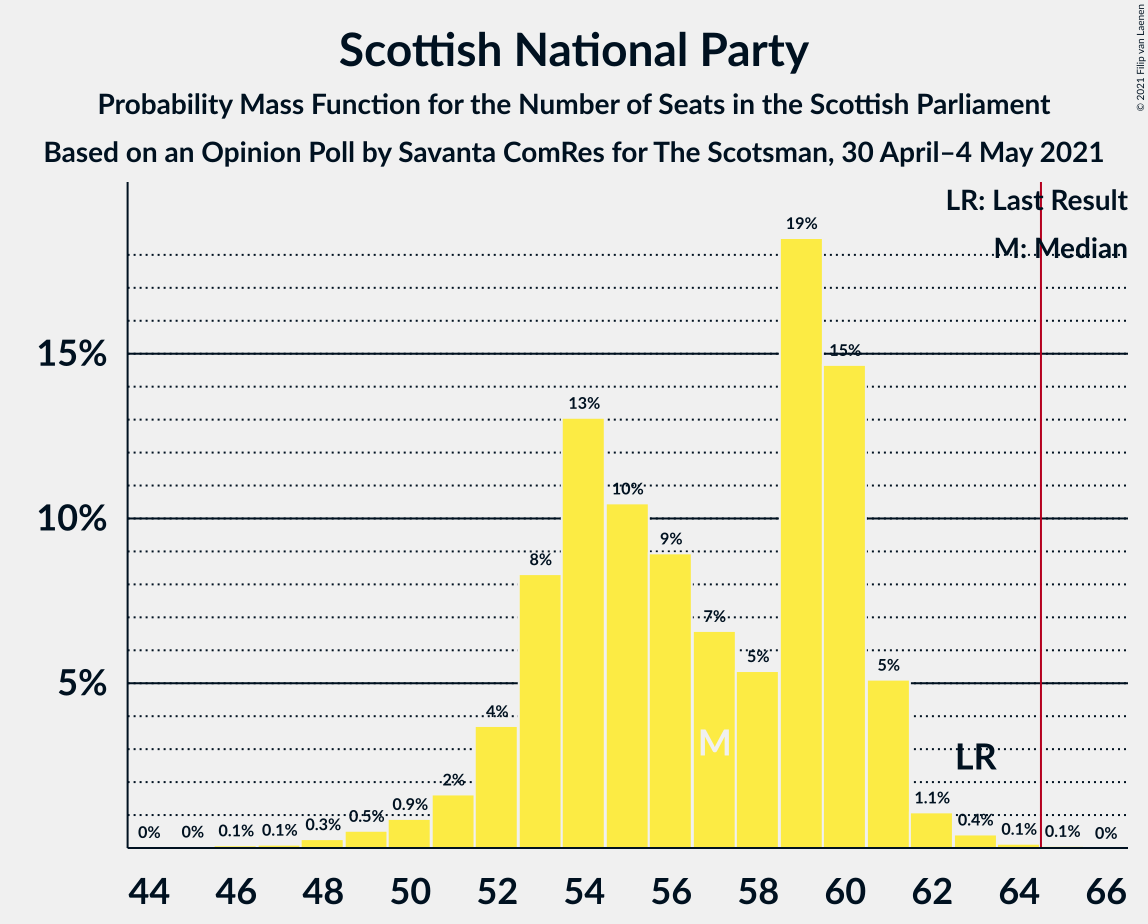 Scottish National Party
Probability Mass Function for the Number of Seats in the Scottish Parliament
Based on an Opinion Poll by Savanta ComRes for The Scotsman, 30 April–4 May 2021
© 2021 Filip van Laenen
LR: Last Result
M: Median
15%
10%
5%
0%
0%
0.1%
0.1%
0.3%
0.5%
0.9%
2%
4%
8%
13%
10%
9%
7%
5%
19%
15%
5%
1.1%
0.4%
0.1%
0.1%
0%
M
LR
44 46 48 50 52 54 56 58 60 62 64 66